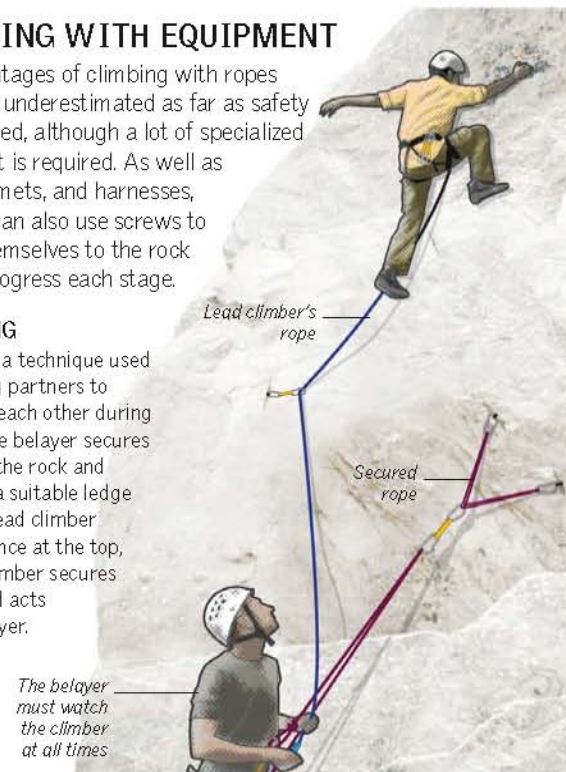 ING WITH EQUIPMENT
ntages of climbing with ropes
underestimated as far as safety
ed, although a lot of specialized
t is required. As well as
mets, and harnesses,
an also use screws to
emselves to the rock
ogress each stage.
Lead climber's
rope
G
a technique used
g partners to
each other during
e belayer secures
the rock and
a suitable ledge
ead climber
nce at the top,
mber secures
l acts
yer.
Secured
rope
The belayer
must watch
the climber
at all times